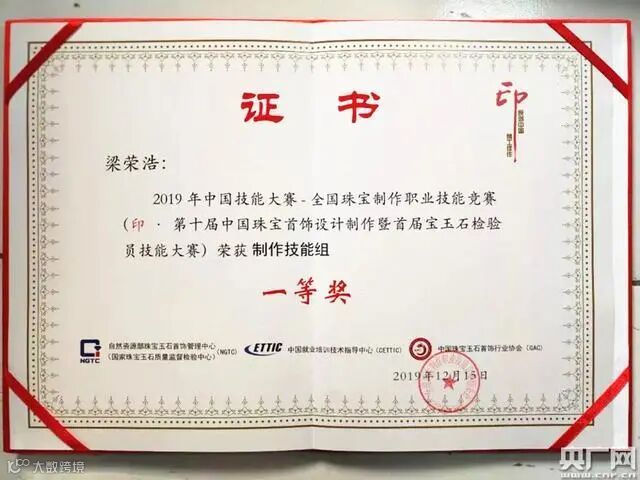 证书
印
梁荣浩：
2019 年中国技能大赛 - 全国珠宝制作职业技能竞赛
（印 · 第十届中国珠宝首饰设计制作暨首届宝玉石检验
员技能大赛）荣获 制作技能组
一等奖
NGTC
自然资源部珠宝玉石首饰管理中心
（国家珠宝玉石质量监督检验中心）(NGTC)
ETTIC
中国就业培训技术指导中心 (CETTIC)
中国珠宝玉石首饰行业协会 (GAC)
2019年12月15日
大数跨境
央广网
www.cnr.cn